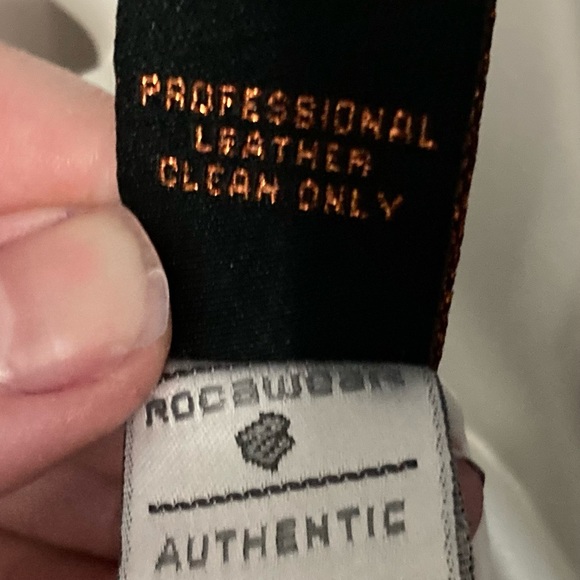 PROFESSIONAL
LEATHER
CLEAN ONLY
Rocawear
AUTHENTIC